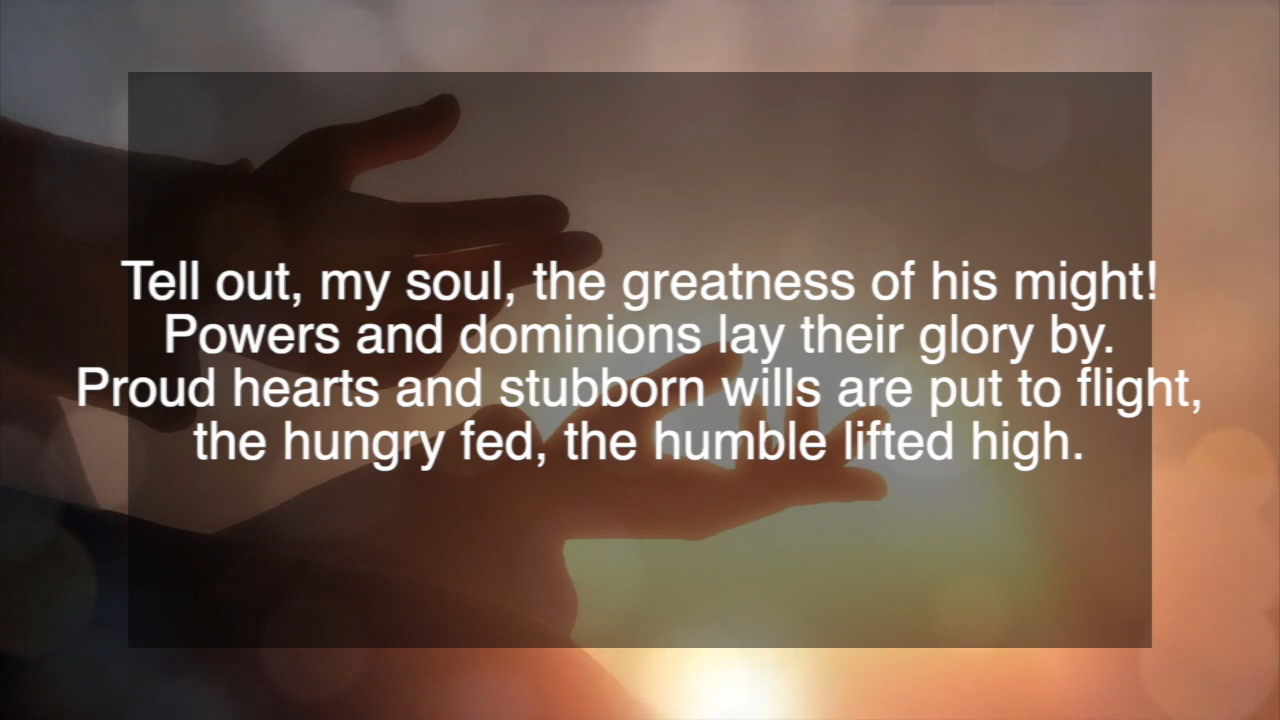 Tell out, my soul, the greatness of his might!
Powers and dominions lay their glory by.
Proud hearts and stubborn wills are put to flight,
the hungry fed, the humble lifted high.